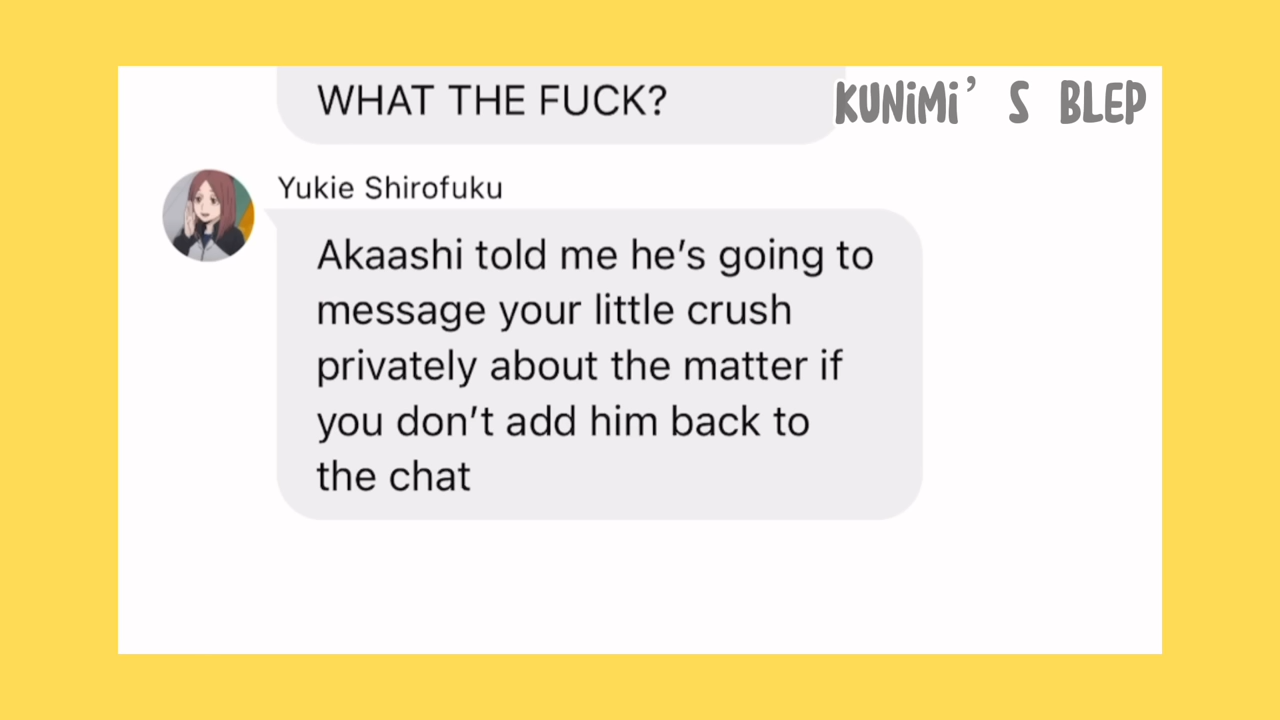 WHAT THE FUCK?
KUNiMi’S BLEP
Yukie Shirofuku
Akaashi told me he’s going to
message your little crush
privately about the matter if
you don’t add him back to
the chat